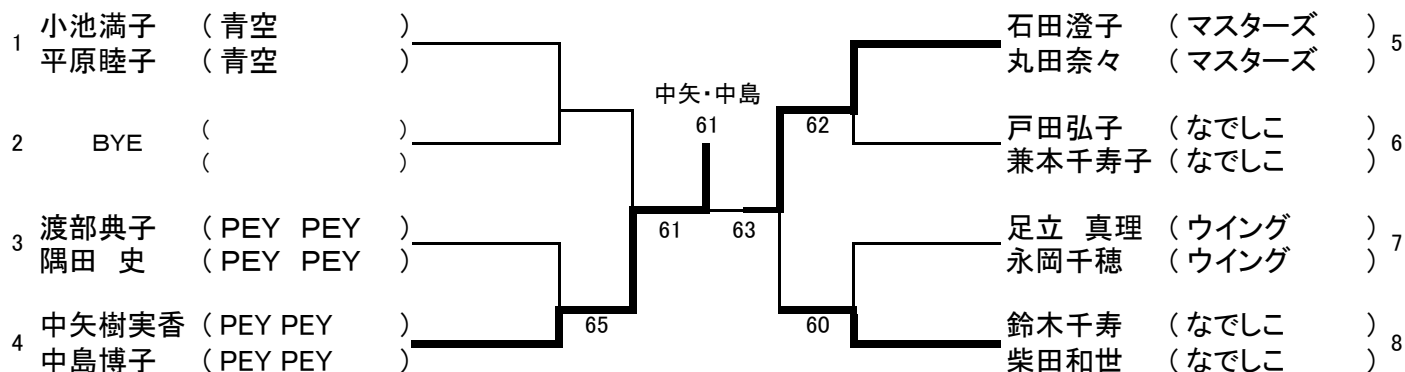 1 小池満子 (青空)
平原睦子 (青空)
2 BYE ( )
( )
3 渡部典子 (PEY PEY)
隅田 史 (PEY PEY)
4 中矢樹実香 (PEY PEY)
中島博子 (PEY PEY)
65
61
中矢・中島
61
63
62
60
石田澄子 (マスターズ) 5
丸田奈々 (マスターズ)
戸田弘子 (なでしこ) 6
兼本千寿子 (なでしこ)
足立 真理 (ウイング) 7
永岡千穂 (ウイング)
鈴木千寿 (なでしこ) 8
柴田和世 (なでしこ)